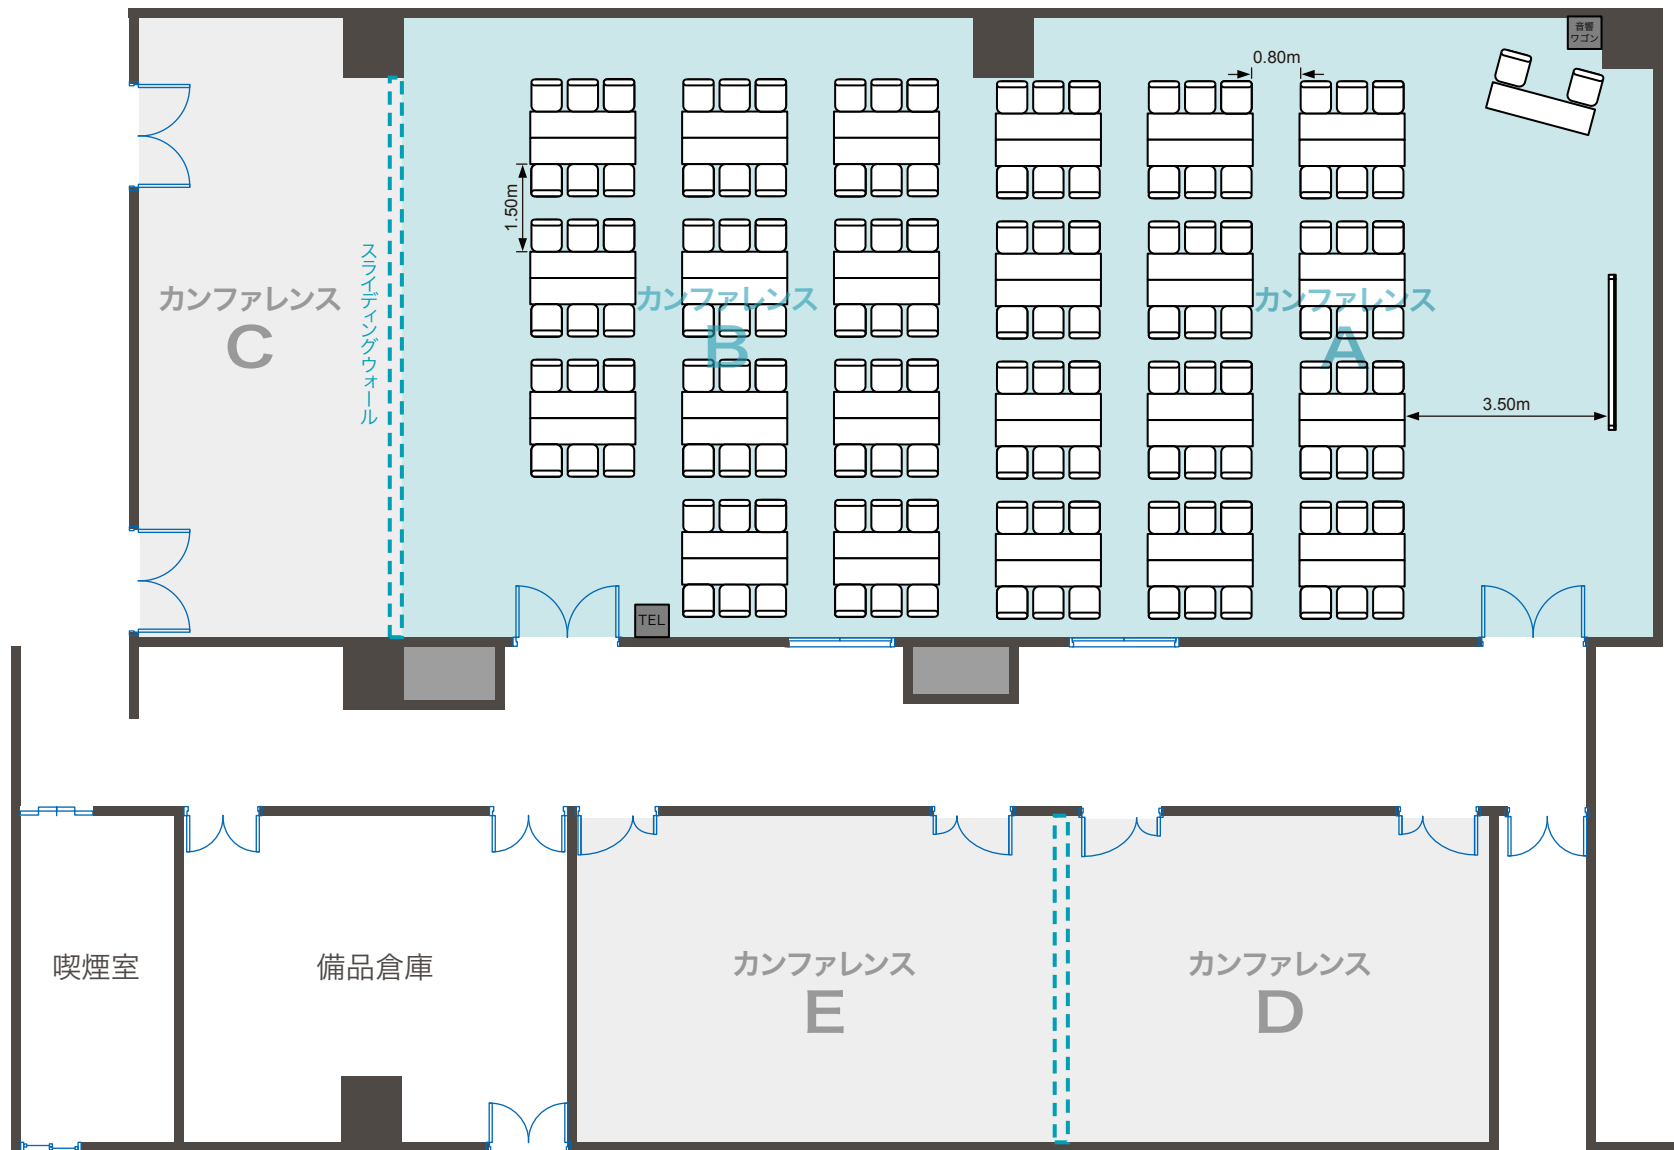 音響
ワゴン
0.80m
1.50m
スライディングウォール
カンファレンス
C
カンファレンス
B
カンファレンス
A
3.50m
TEL
喫煙室
備品倉庫
カンファレンス
E
カンファレンス
D